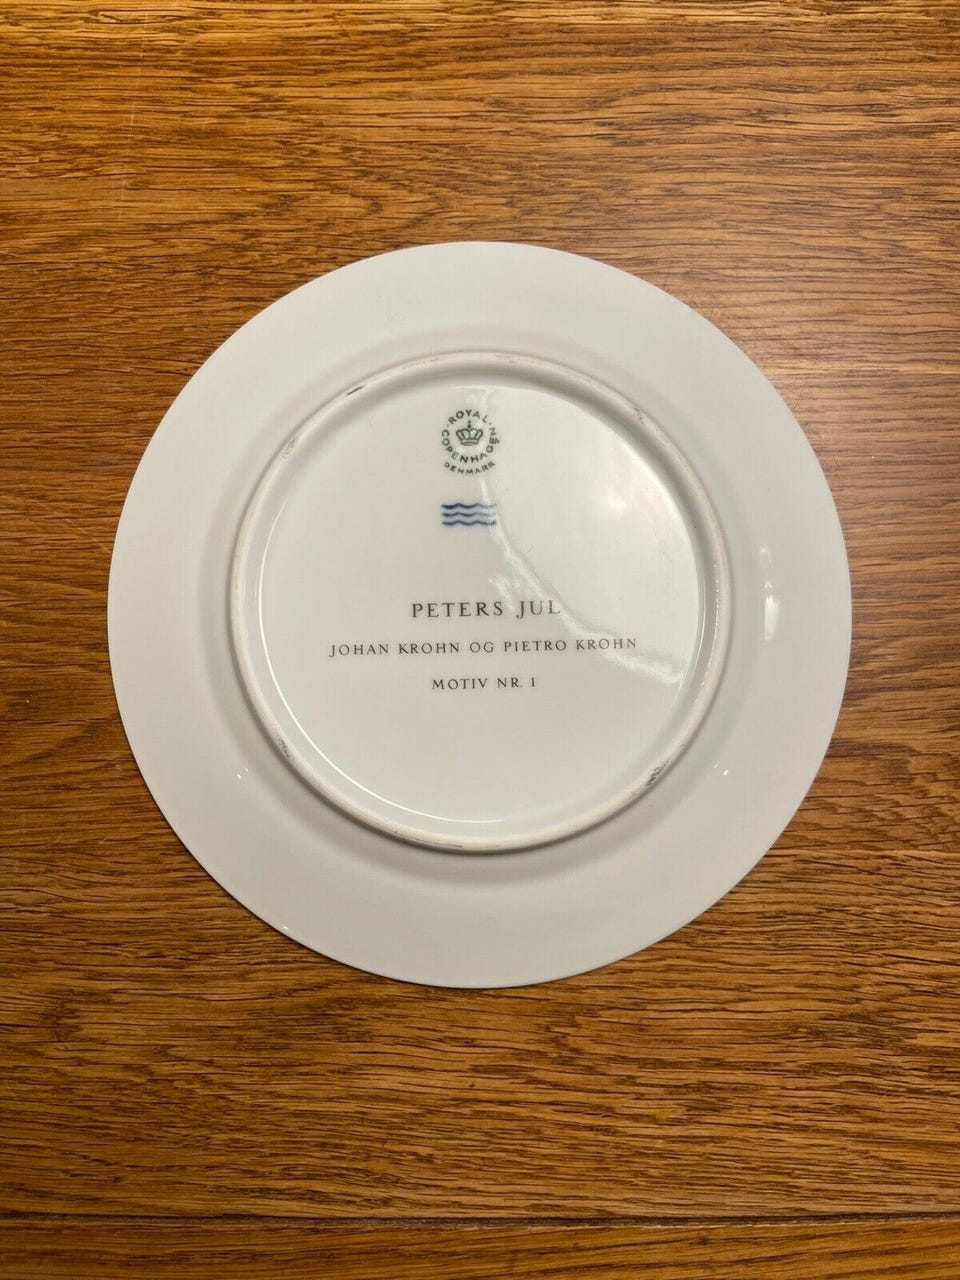 ROYAL
COPENHAGEN
DENMARK
PETERS JUL
JOHAN KROHN OG PIETRO KROHN
MOTIV NR. 1